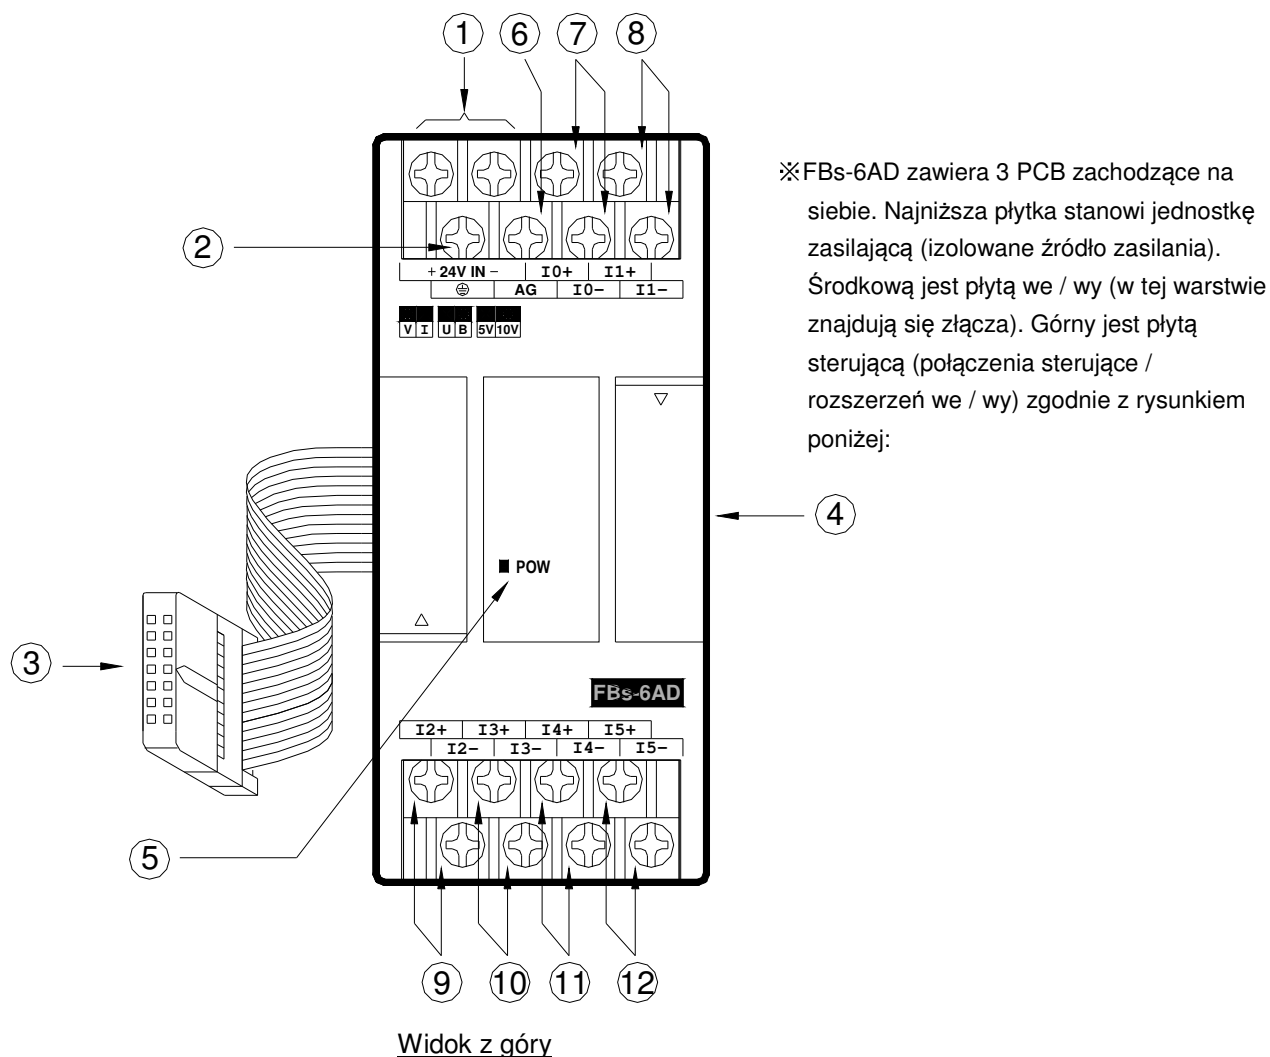 1 6 7 8
※FBs-6AD zawiera 3 PCB zachodzące na
siebie. Najniższa płytka stanowi jednostkę
zasilającą (izolowane źródło zasilania).
Środkową jest płytą we / wy (w tej warstwie
znajdują się złącza). Górny jest płytą
sterującą (połączenia sterujące /
rozszerzeń we / wy) zgodnie z rysunkiem
poniżej:
2
+ 24V IN – I0+ I1+
AG I0– I1–
V I U B 5V 10V
4
POW
3
FBs-6AD
I2+ I3+ I4+ I5+
I2– I3– I4– I5–
5
9 10 11 12
Widok z góry